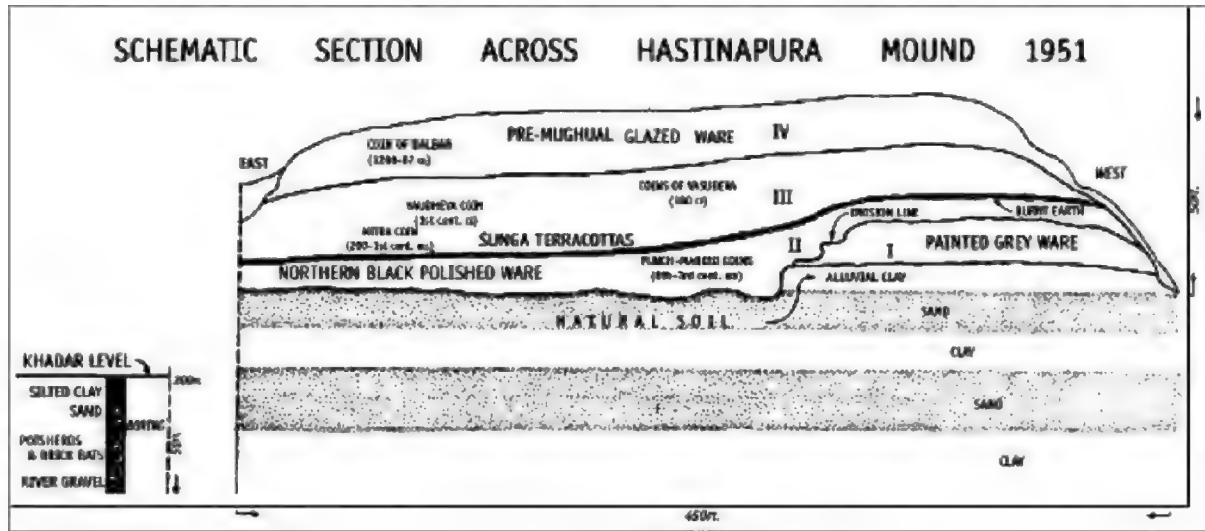 SCHEMATIC SECTION ACROSS HASTINAPURA MOUND 1951
PRE-MUGHUAL GLAZED WARE IV
COIN OF BALBAN
EAST
WEST
COINS OF VASUDEVA
III
COIN
(1st cent.
MITRA COIN
SUNGA TERRACOTTAS
EROSION LINE
BURNT EARTH
II
I
PAINTED GREY WARE
NORTHERN BLACK POLISHED WARE
PUNCH-MARKED COINS
ALLUVIAL CLAY
NATURAL SOIL
SAND
CLAY
KHADAR LEVEL
SILTED CLAY
SAND
BORING
POTSHERDS
& BRICK BATS
RIVER GRAVEL
50FT.
SAND
CLAY
450FT.